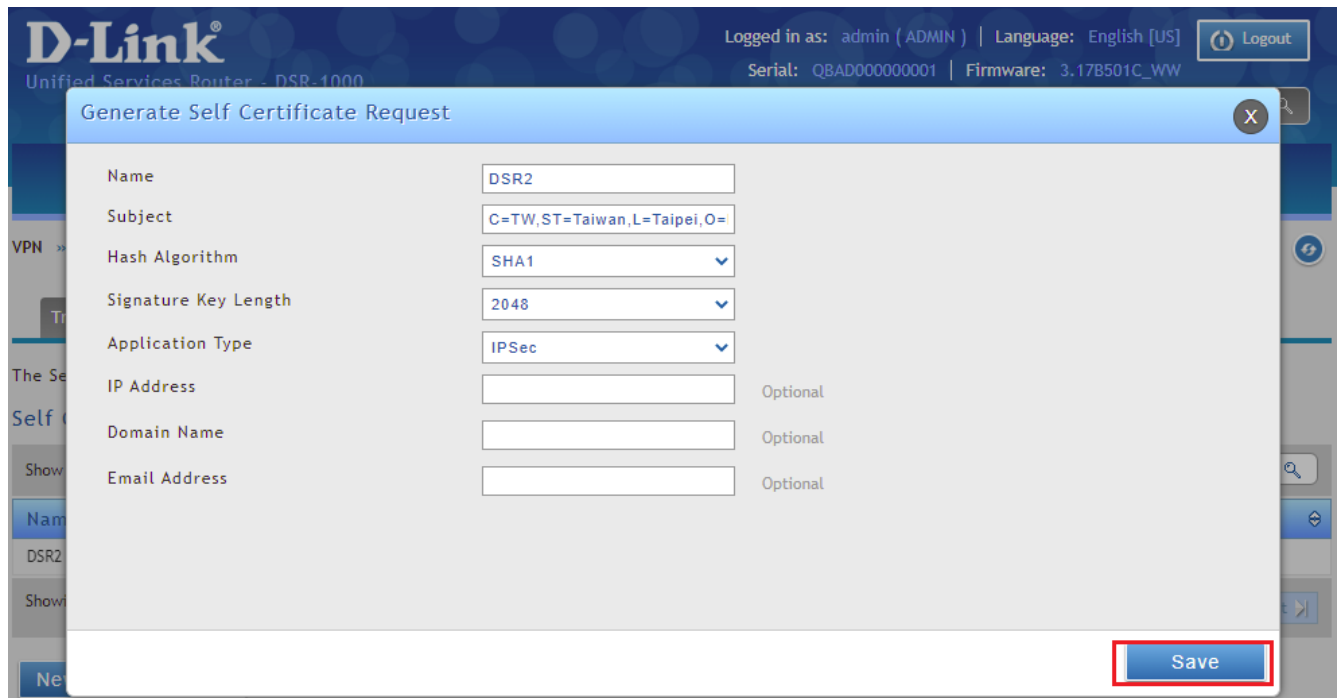 D-Link®
Logged in as: admin ( ADMIN ) | Language: English [US]
Logout
Unified Services Router - DSR-1000
Serial: QBAD000000001 | Firmware: 3.17B501C_WW
Generate Self Certificate Request
X
Name
DSR2
Subject
C=TW,ST=Taiwan,L=Taipei,O=
VPN »
Hash Algorithm
SHA1
Signature Key Length
2048
Application Type
IPSec
The Se
IP Address
Optional
Self
Domain Name
Optional
Show
Email Address
Optional
Nam
DSR2
Showi
Save
Ne